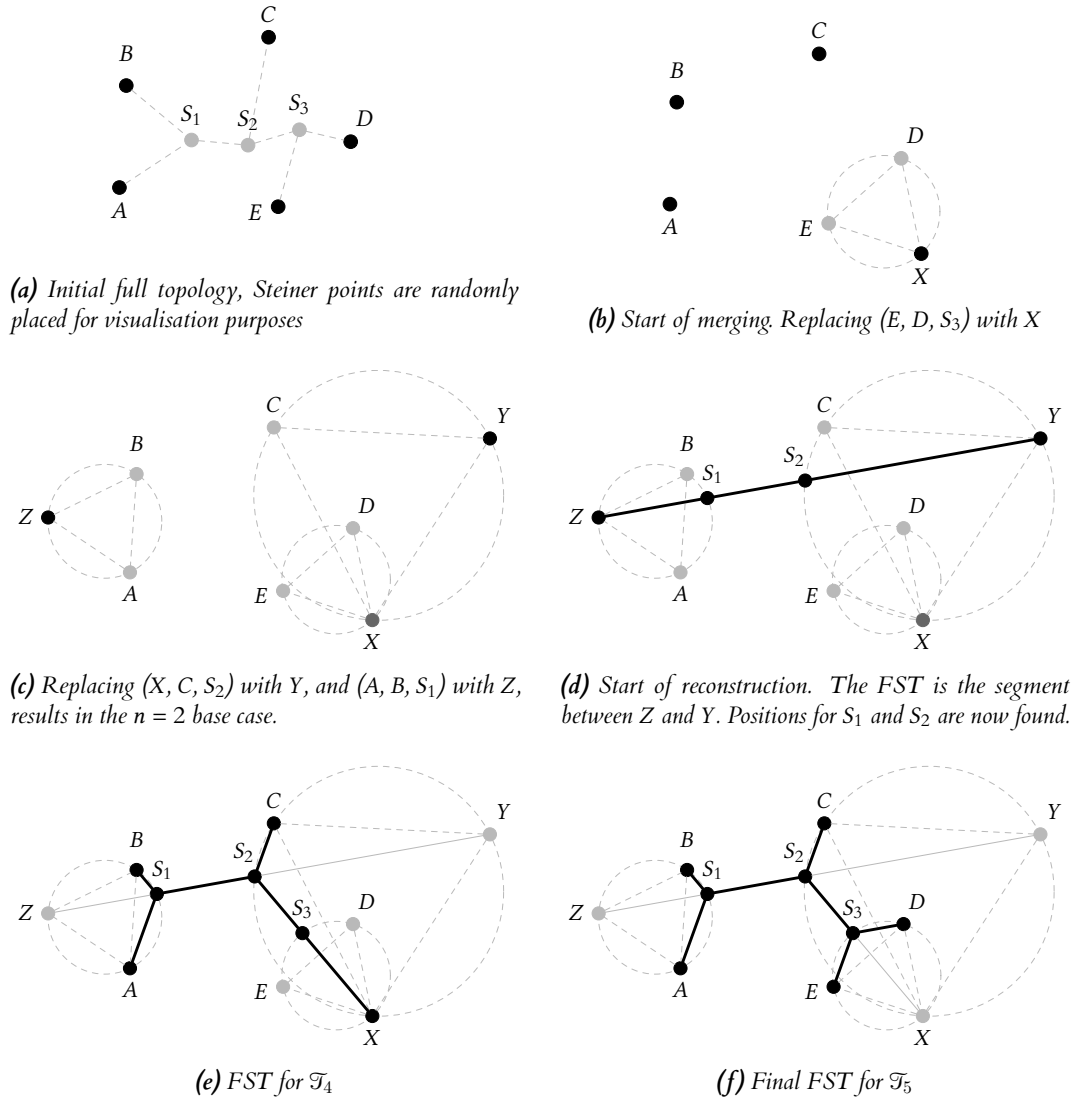 C
B
S1
S2
S3
D
A
E
(a) Initial full topology, Steiner points are randomly
placed for visualisation purposes
C
B
D
A
E
X
(b) Start of merging. Replacing (E, D, S3) with X
C
Y
B
Z
D
A
E
X
(c) Replacing (X, C, S2) with Y, and (A, B, S1) with Z,
results in the n = 2 base case.
C
Y
B
S1
S2
Z
D
A
E
X
(d) Start of reconstruction. The FST is the segment
between Z and Y. Positions for S1 and S2 are now found.
C
Y
B
S1
S2
Z
S3
D
A
E
X
(e) FST for 𝒯4
C
Y
B
S1
S2
Z
S3
D
A
E
X
(f) Final FST for 𝒯5